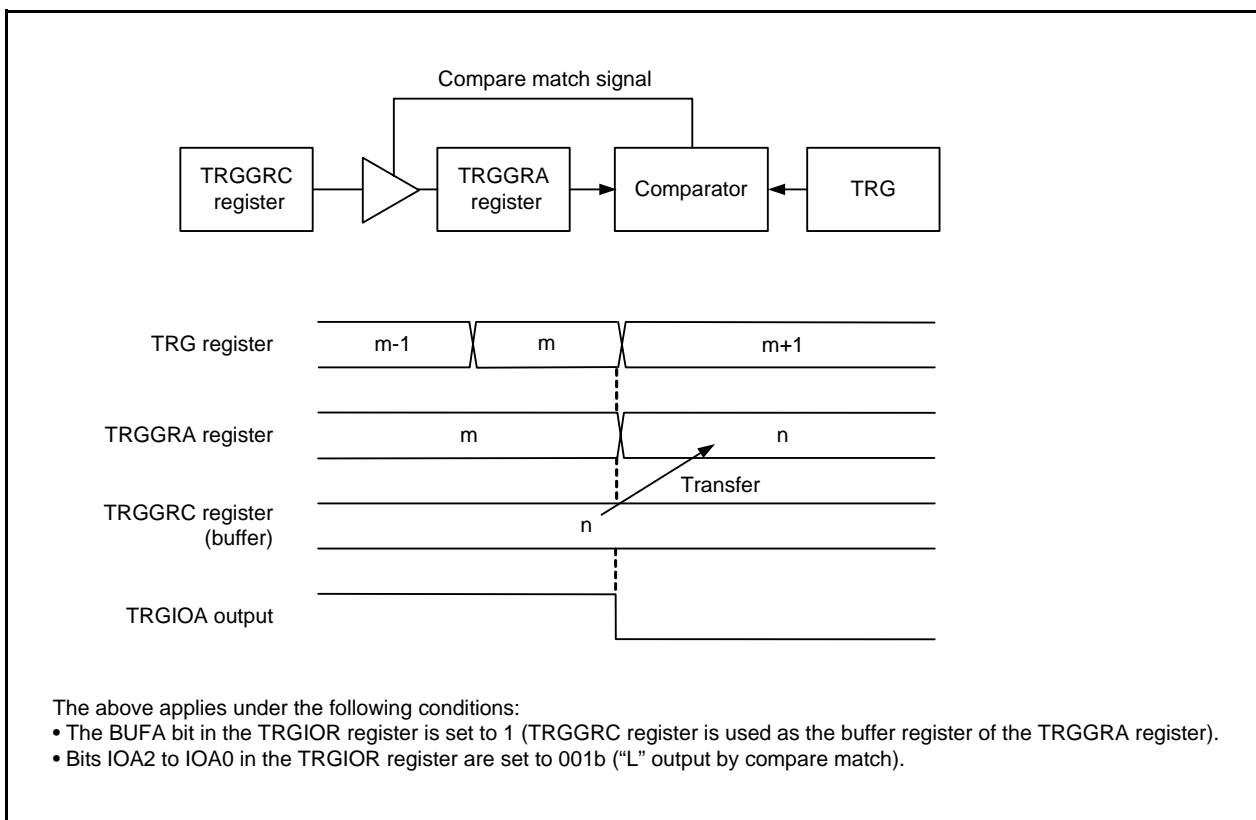 Compare match signal
TRGGRC
register
TRGGRA
register
Comparator
TRG
TRG register
m-1
m
m+1
TRGGRA register
m
n
Transfer
TRGGRC register
(buffer)
n
TRGIOA output
The above applies under the following conditions:
• The BUFA bit in the TRGIOR register is set to 1 (TRGGRC register is used as the buffer register of the TRGGRA register).
• Bits IOA2 to IOA0 in the TRGIOR register are set to 001b (“L” output by compare match).